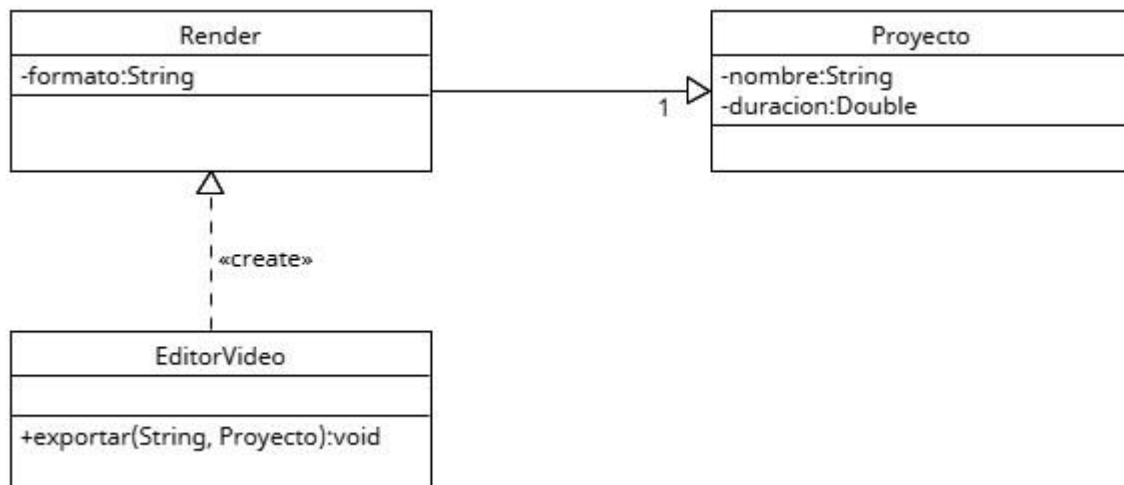 Render
-formato:String
Proyecto
-nombre:String
-duracion:Double
1
«create»
EditorVideo
+exportar(String, Proyecto):void